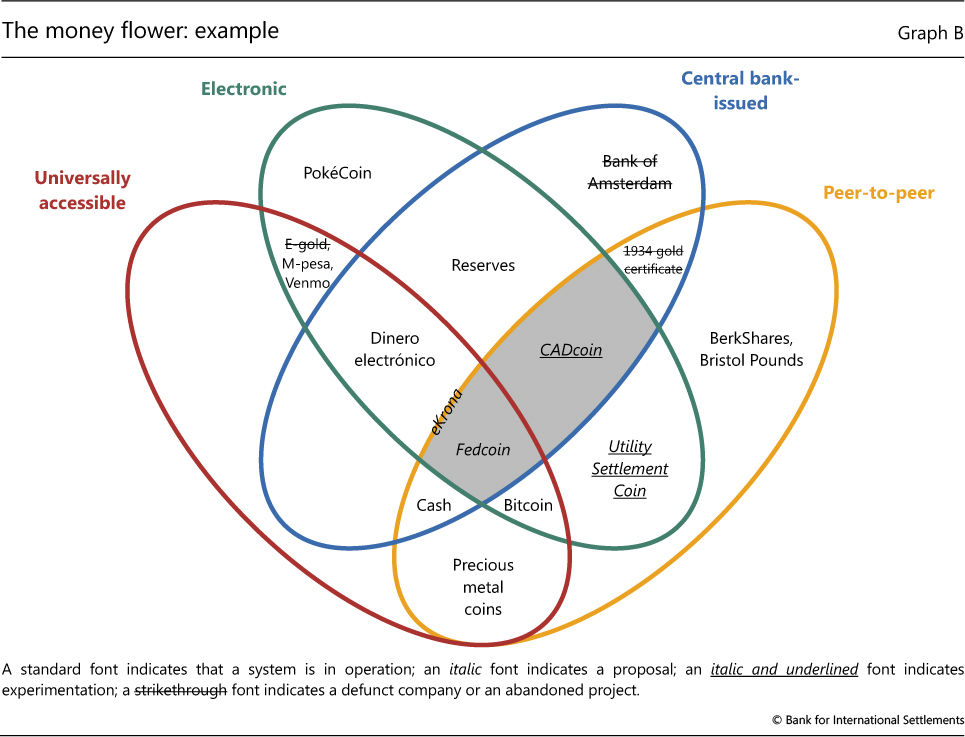 The money flower: example
Graph B
Electronic
Central bank-
issued
Universally
accessible
Peer-to-peer
PokéCoin
Bank of
Amsterdam
E-gold,
M-pesa,
Venmo
Reserves
1934 gold
certificate
Dinero
electrónico
CADcoin
BerkShares,
Bristol Pounds
eKrona
Fedcoin
Utility
Settlement
Coin
Cash
Bitcoin
Precious
metal
coins
A standard font indicates that a system is in operation; an italic font indicates a proposal; an italic and underlined font indicates
experimentation; a strikethrough font indicates a defunct company or an abandoned project.
© Bank for International Settlements